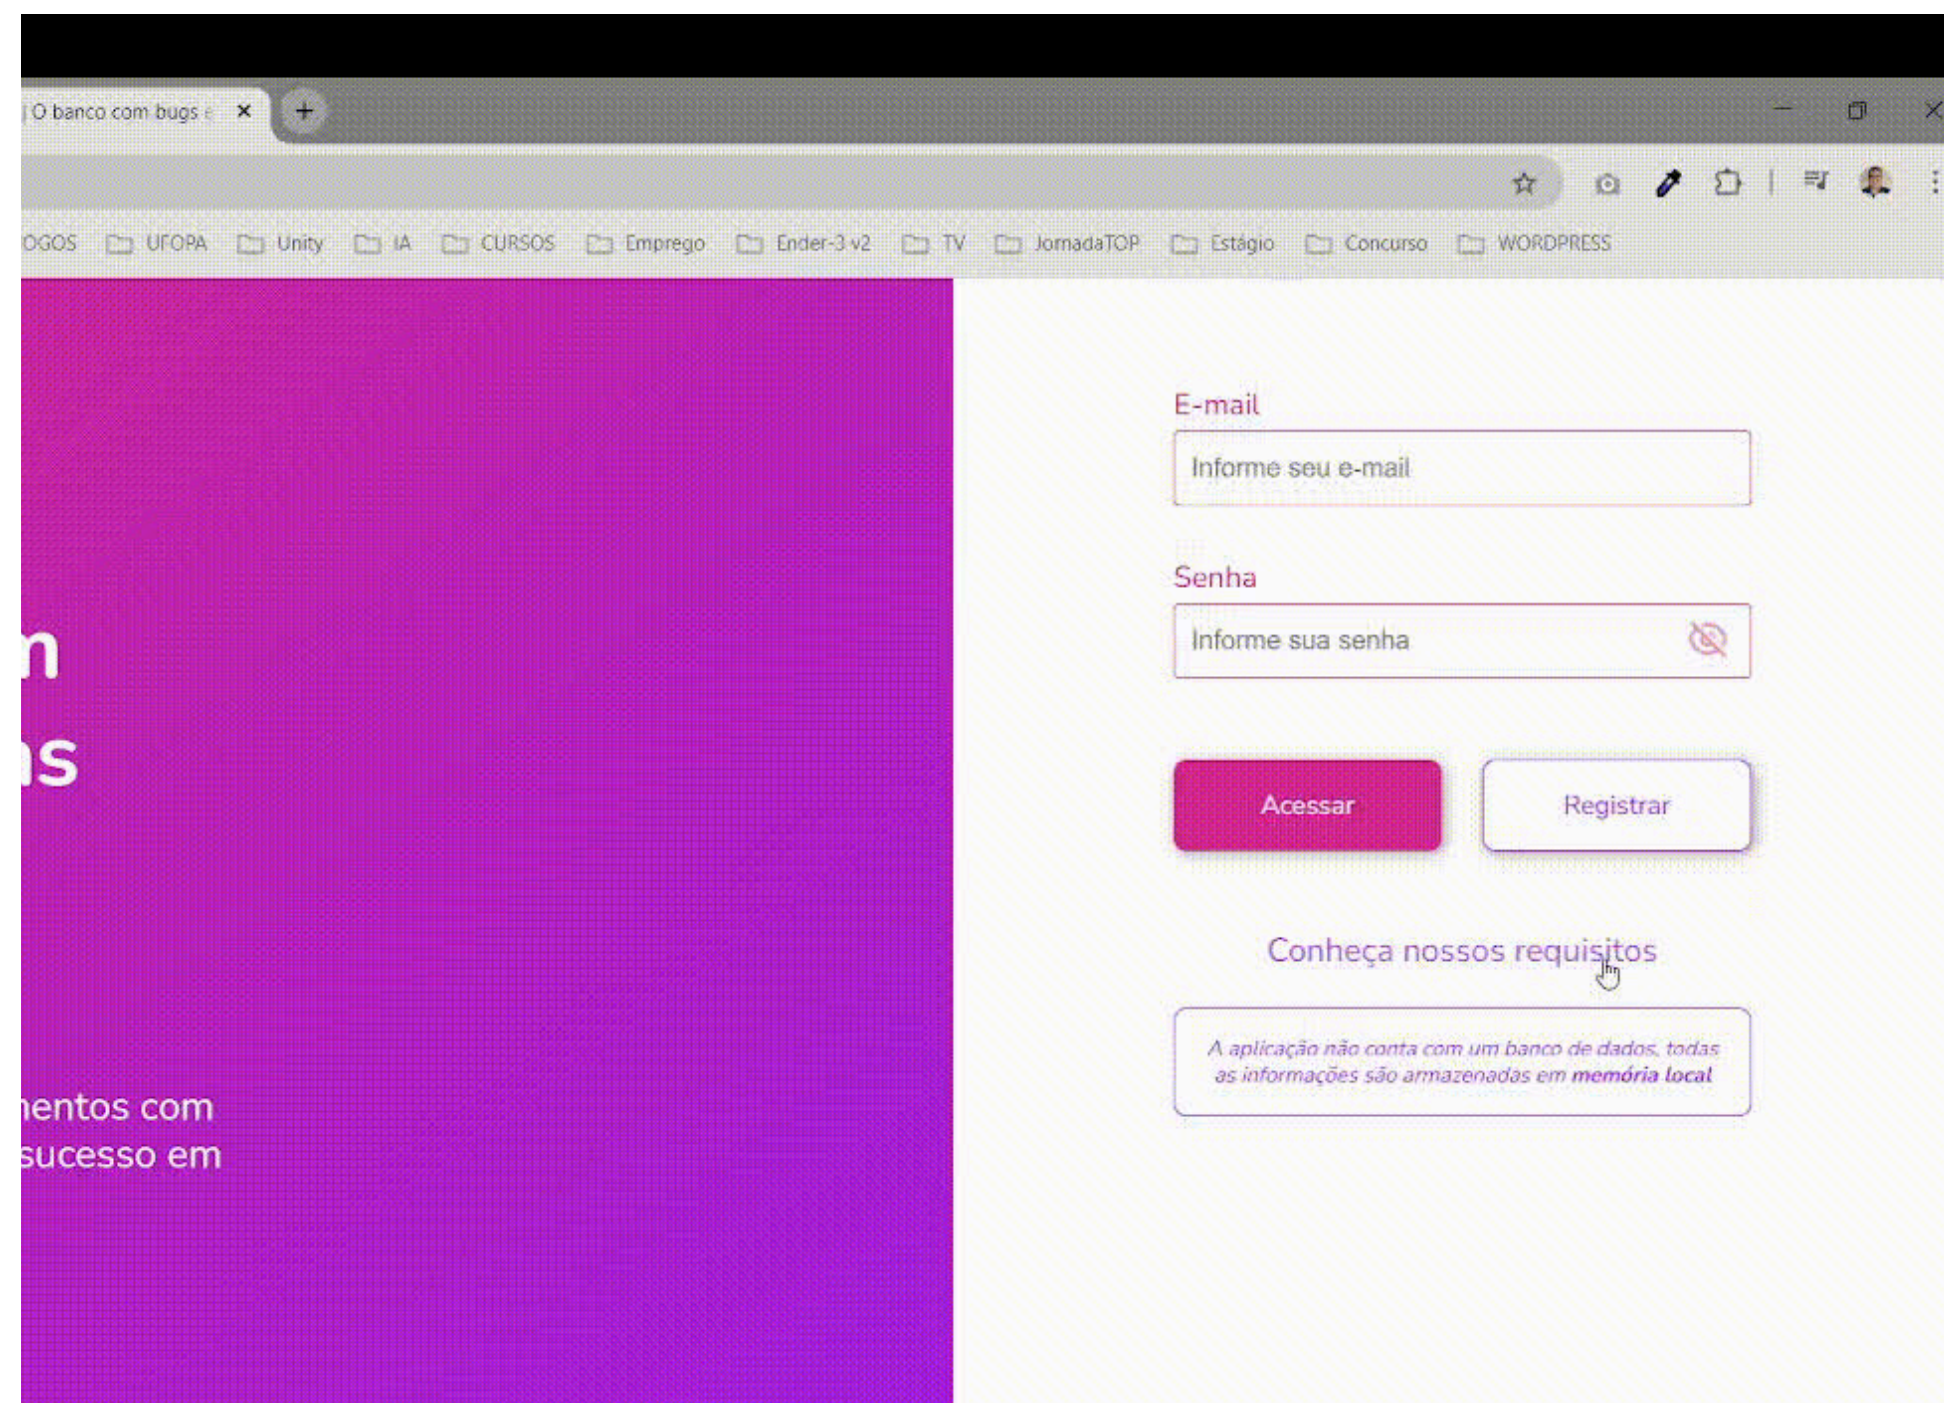 | O banco com bugs e
OGOS UFOPA Unity IA CURSOS Emprego Ender-3 v2 TV JornadaTOP Estágio Concurso WORDPRESS
m
as
mentos com
sucesso em
E-mail
Informe seu e-mail
Senha
Informe sua senha
Acessar Registrar
Conheça nossos requisitos
A aplicação não conta com um banco de dados, todas
as informações são armazenadas em memória local